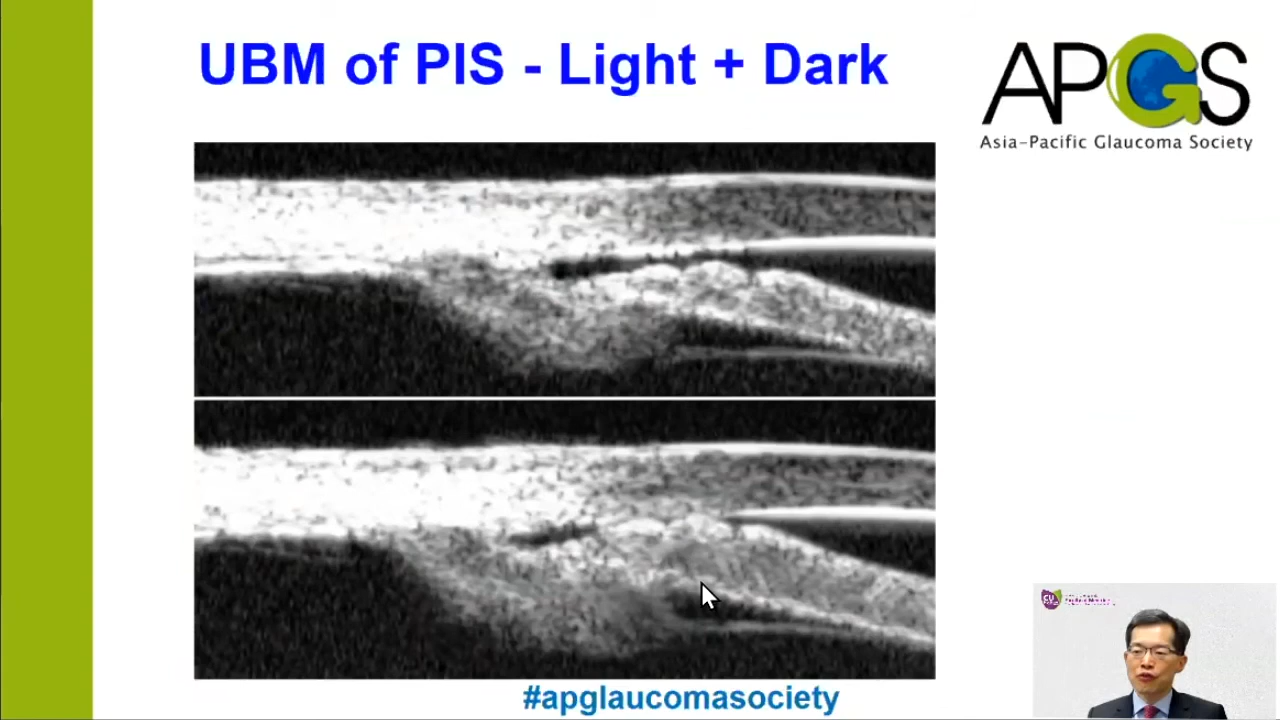 UBM of PIS - Light + Dark
APGS
Asia-Pacific Glaucoma Society
#apglaucomasociety